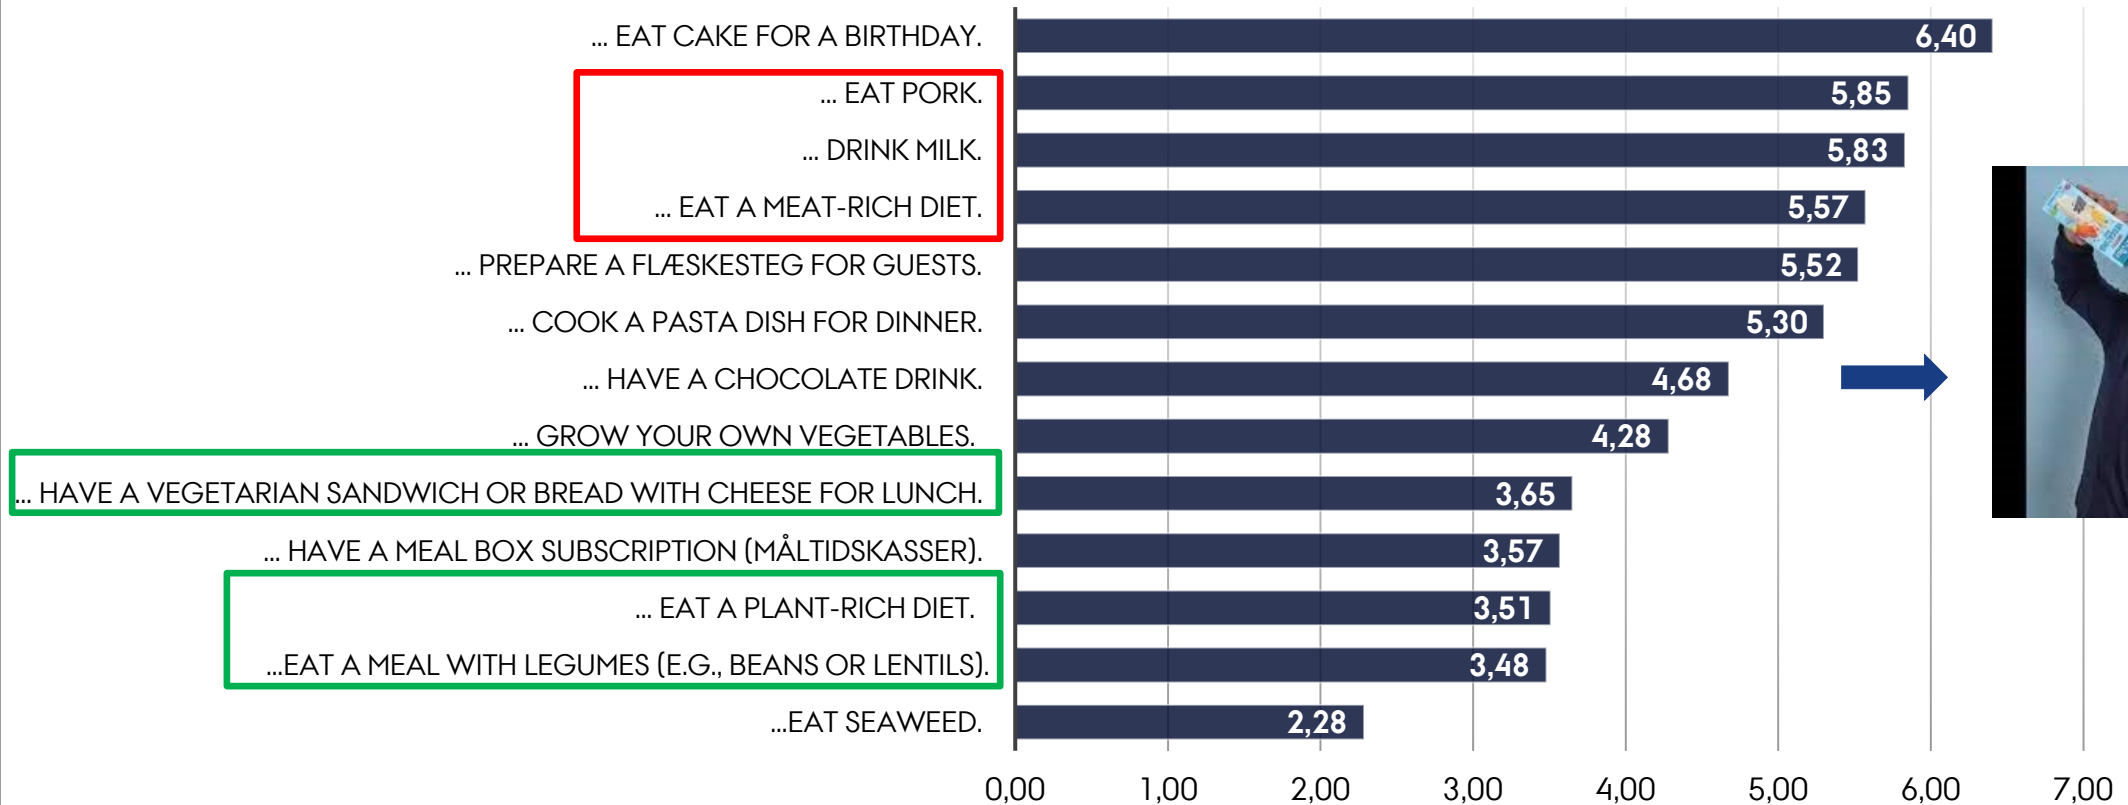 ... EAT CAKE FOR A BIRTHDAY. 6,40
... EAT PORK. 5,85
... DRINK MILK. 5,83
... EAT A MEAT-RICH DIET. 5,57
... PREPARE A FLÆSKESTEG FOR GUESTS. 5,52
... COOK A PASTA DISH FOR DINNER. 5,30
... HAVE A CHOCOLATE DRINK. 4,68
... GROW YOUR OWN VEGETABLES. 4,28
... HAVE A VEGETARIAN SANDWICH OR BREAD WITH CHEESE FOR LUNCH. 3,65
... HAVE A MEAL BOX SUBSCRIPTION (MÅLTIDSKASSER). 3,57
... EAT A PLANT-RICH DIET. 3,51
...EAT A MEAL WITH LEGUMES (E.G., BEANS OR LENTILS). 3,48
...EAT SEAWEED. 2,28
0,00 1,00 2,00 3,00 4,00 5,00 6,00 7,00